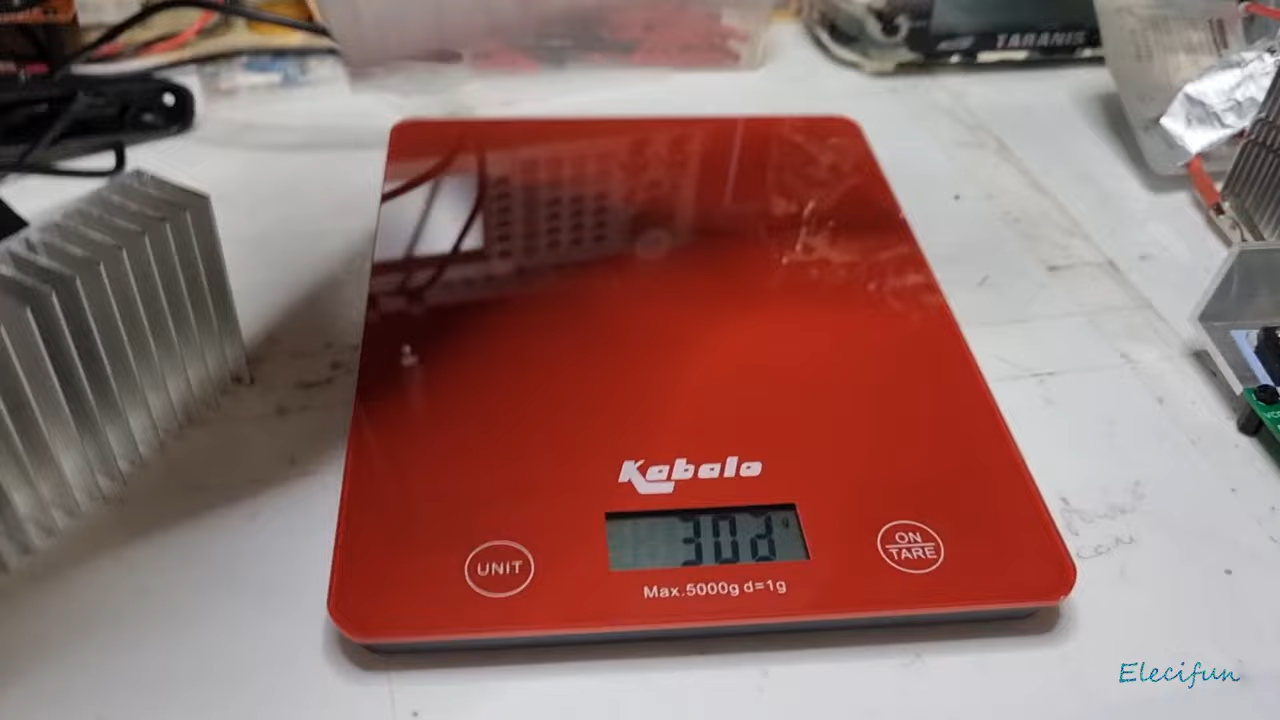 TARANIS
Kabalo
30d
UNIT
ON
TARE
Max.5000g d=1g
Elecifun